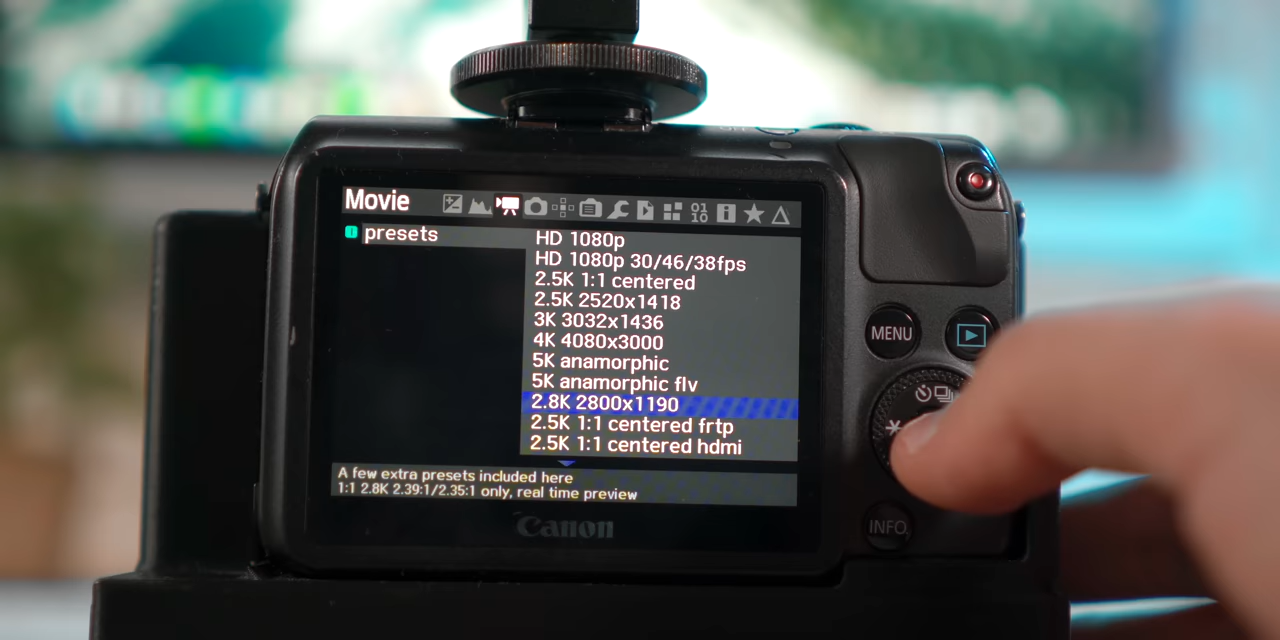 Movie
01
10
presets
HD 1080p
HD 1080p 30/46/38fps
2.5K 1:1 centered
2.5K 2520x1418
3K 3032x1436
4K 4080x3000
5K anamorphic
5K anamorphic flv
2.8K 2800x1190
2.5K 1:1 centered frtp
2.5K 1:1 centered hdmi
A few extra presets included here
1:1 2.8K 2.39:1/2.35:1 only, real time preview
Canon
MENU
INFO.